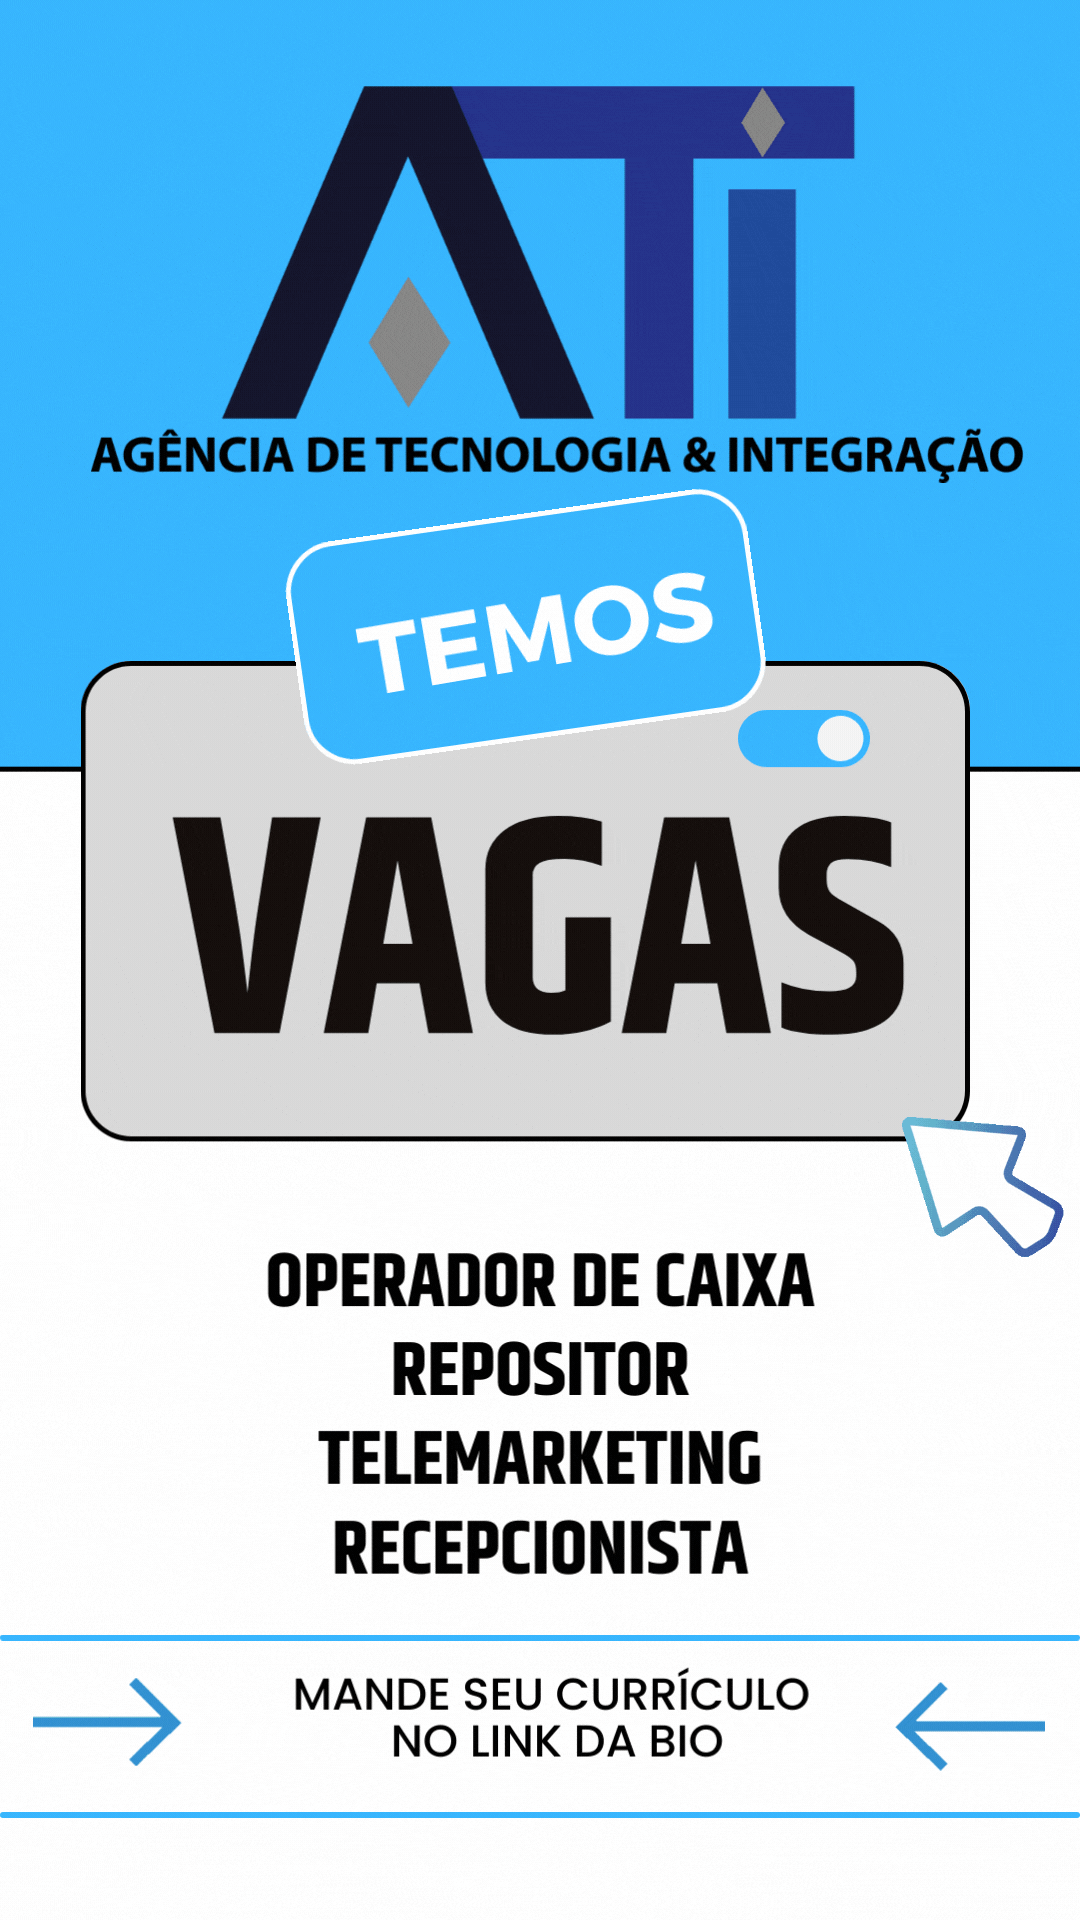 ATi
AGÊNCIA DE TECNOLOGIA & INTEGRAÇÃO
TEMOS
VAGAS
OPERADOR DE CAIXA
REPOSITOR
TELEMARKETING
RECEPCIONISTA
MANDE SEU CURRÍCULO
NO LINK DA BIO